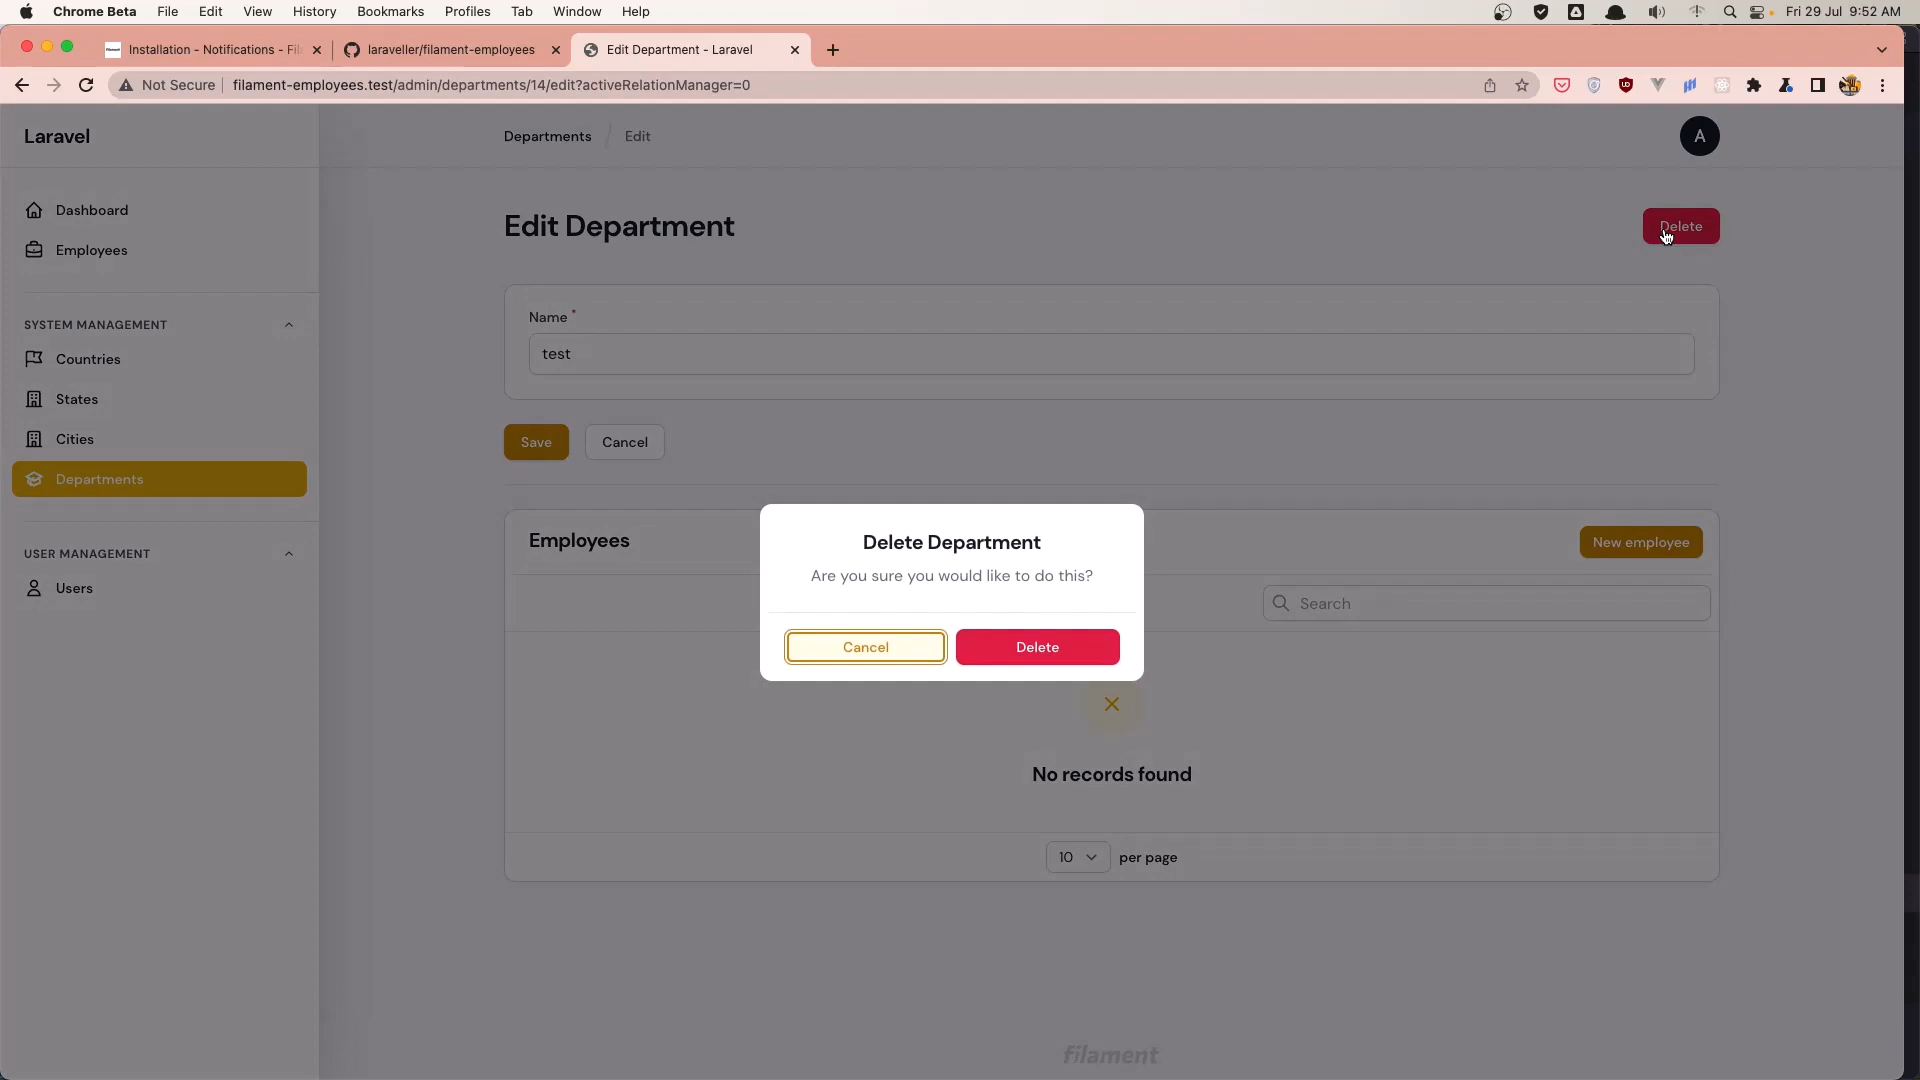 Chrome Beta File Edit View History Bookmarks Profiles Tab Window Help Fri 29 Jul 9:52 AM
Installation - Notifications - Fil laraveller/filament-employees Edit Department - Laravel
Not Secure filament-employees.test/admin/departments/14/edit?activeRelationManager=0
Laravel
Departments Edit
A
Dashboard
Employees
SYSTEM MANAGEMENT
Countries
States
Cities
Departments
USER MANAGEMENT
Users
Edit Department
Delete
Name *
test
Save Cancel
Employees
New employee
Search
Delete Department
Are you sure you would like to do this?
Cancel Delete
No records found
10 per page
filament